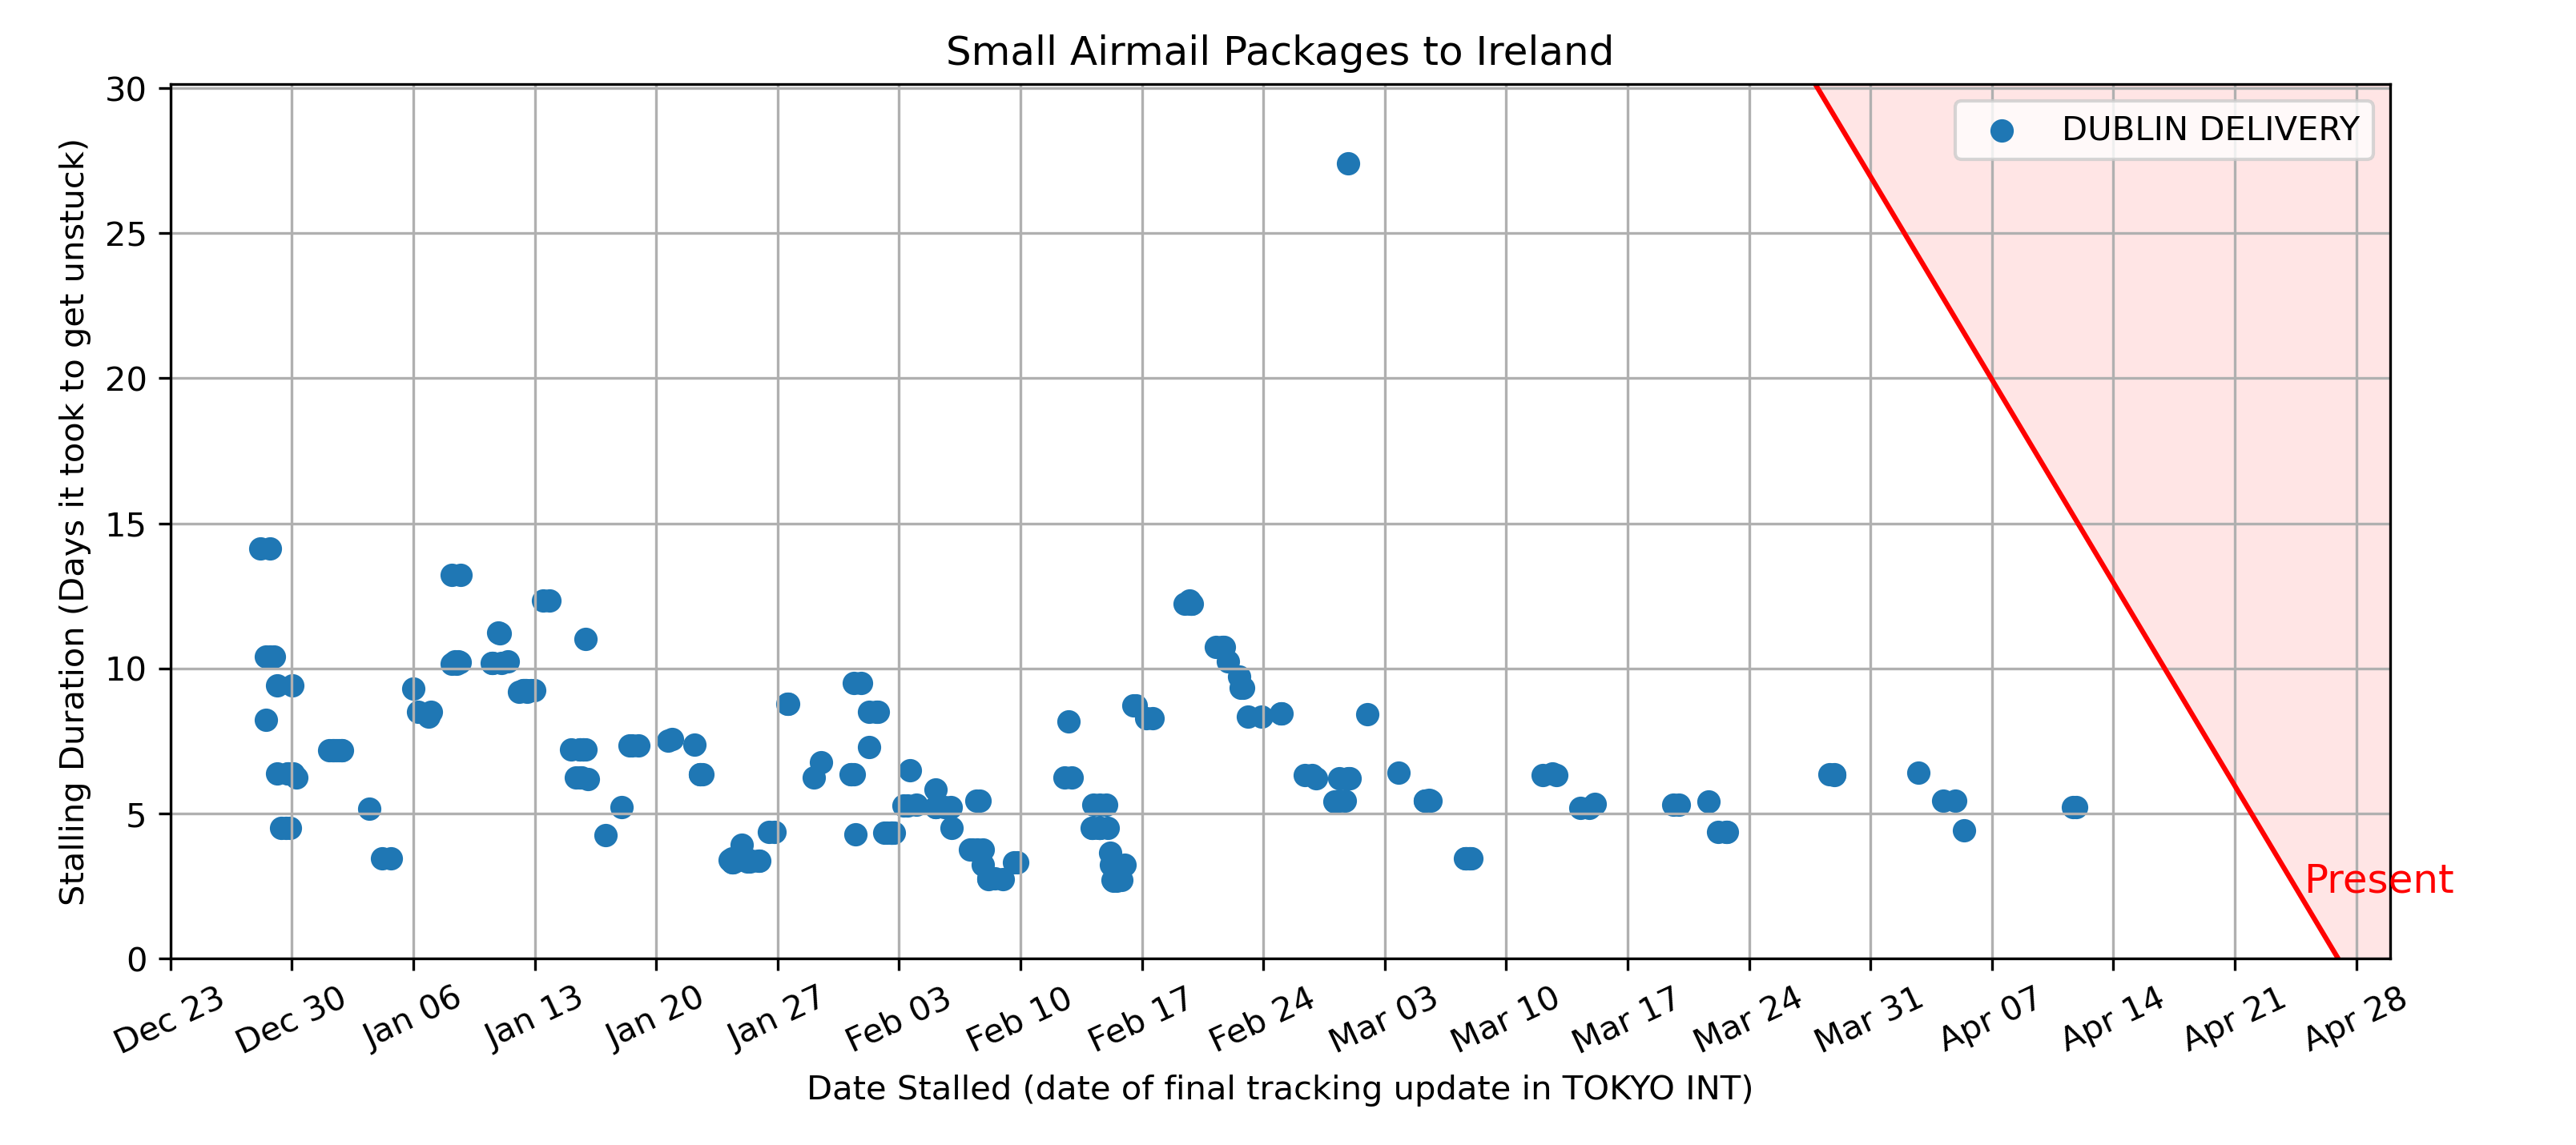 Small Airmail Packages to Ireland
DUBLIN DELIVERY
Stalling Duration (Days it took to get unstuck)
30
25
20
15
10
5
0
Present
Dec 23 Dec 30 Jan 06 Jan 13 Jan 20 Jan 27 Feb 03 Feb 10 Feb 17 Feb 24 Mar 03 Mar 10 Mar 17 Mar 24 Mar 31 Apr 07 Apr 14 Apr 21 Apr 28
Date Stalled (date of final tracking update in TOKYO INT)